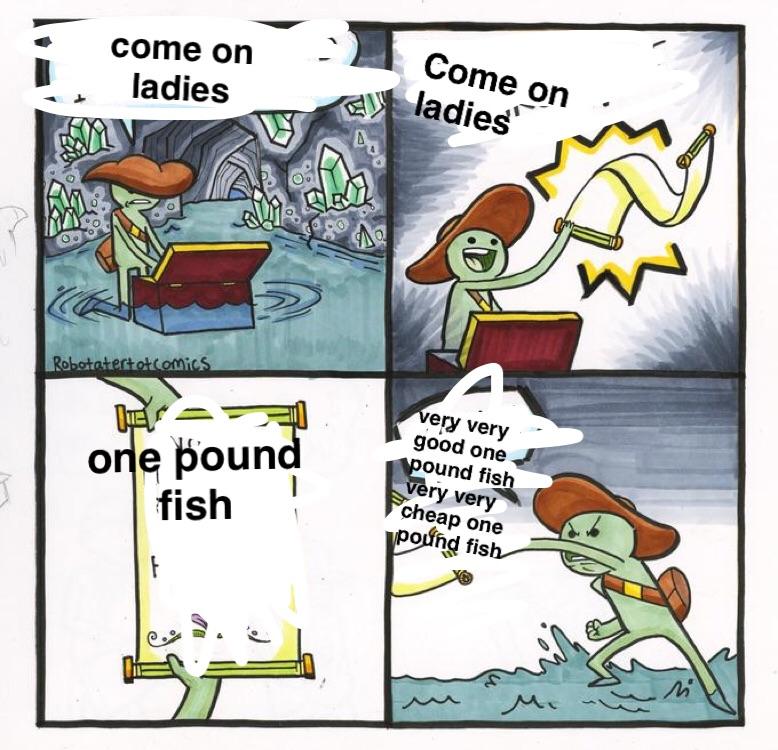 come on
ladies
Come on
ladies
Robotatertotcomics
one pound
fish
very very
good one
pound fish
very very
cheap one
pound fish